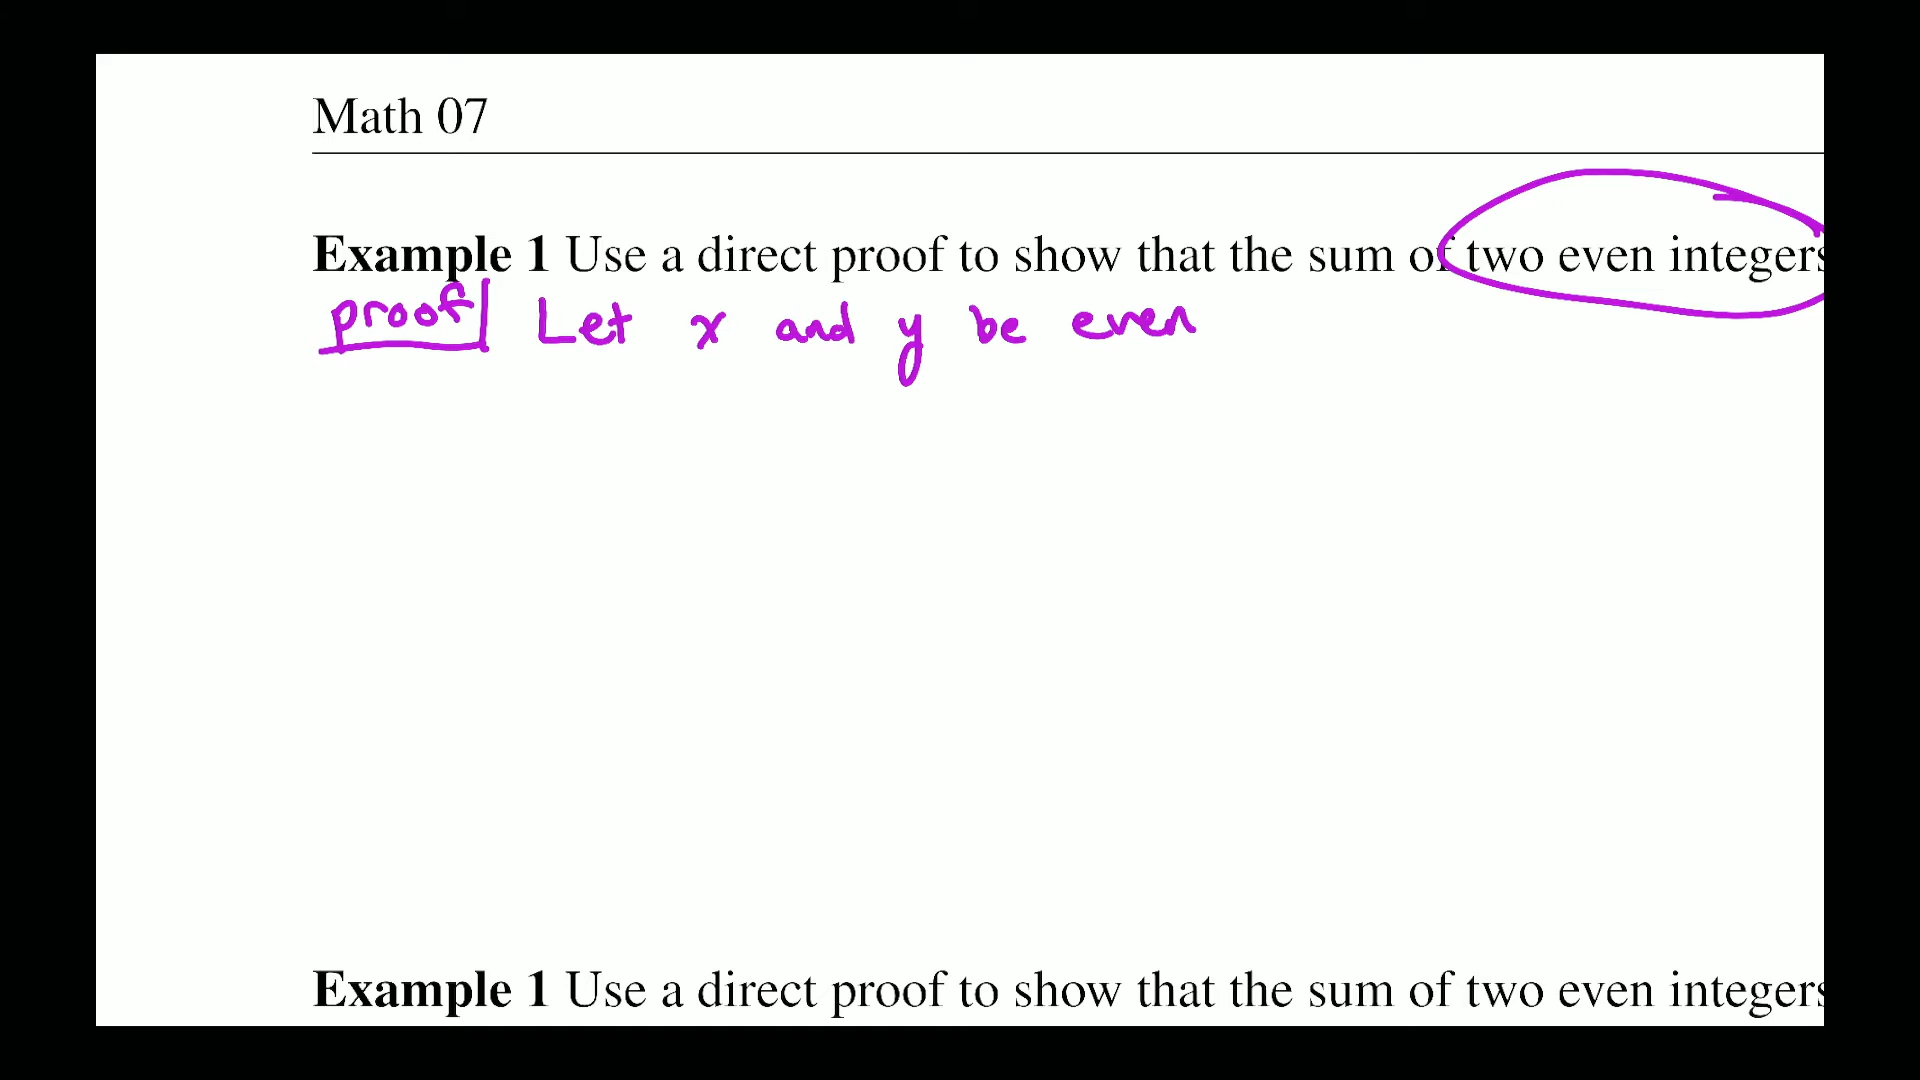 Math 07
Example 1 Use a direct proof to show that the sum of two even integers
proof Let x and y be even
Example 1 Use a direct proof to show that the sum of two even integers